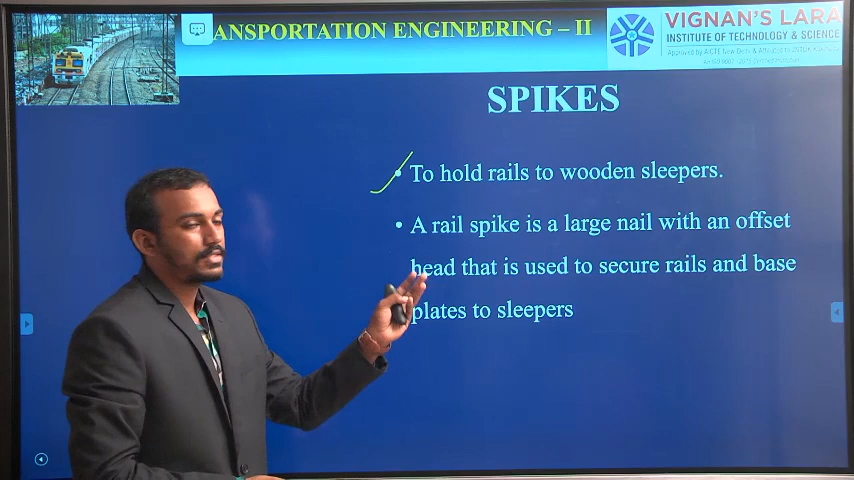 ANSPORTATION ENGINEERING – II
VIGNAN'S LARA
INSTITUTE OF TECHNOLOGY & SCIENCE
SPIKES
• To hold rails to wooden sleepers.
• A rail spike is a large nail with an offset
head that is used to secure rails and base
plates to sleepers